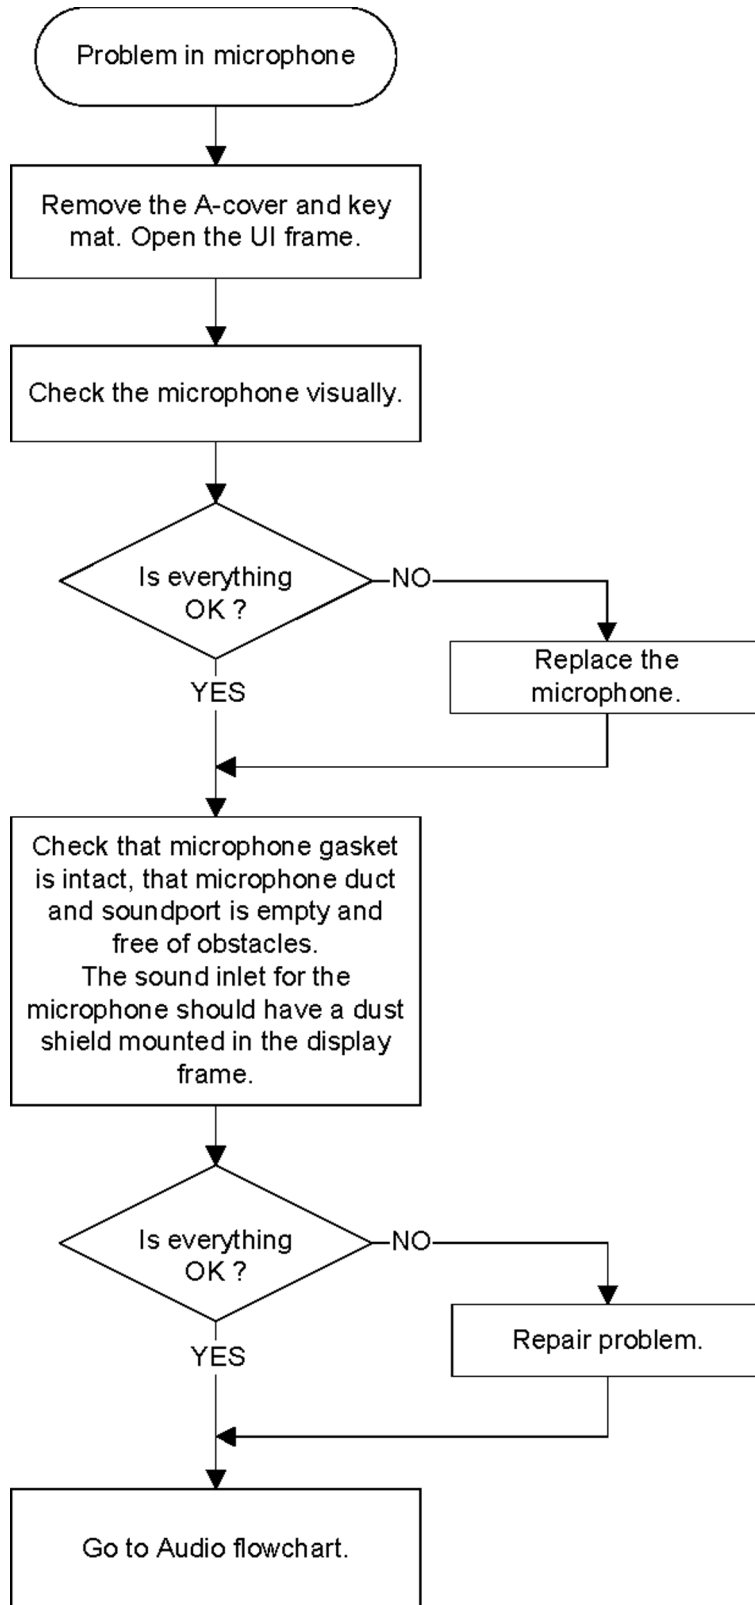 Problem in microphone
Remove the A-cover and key
mat. Open the UI frame.
Check the microphone visually.
Is everything
OK ?
NO
Replace the
microphone.
YES
Check that microphone gasket
is intact, that microphone duct
and soundport is empty and
free of obstacles.
The sound inlet for the
microphone should have a dust
shield mounted in the display
frame.
Is everything
OK ?
NO
Repair problem.
YES
Go to Audio flowchart.